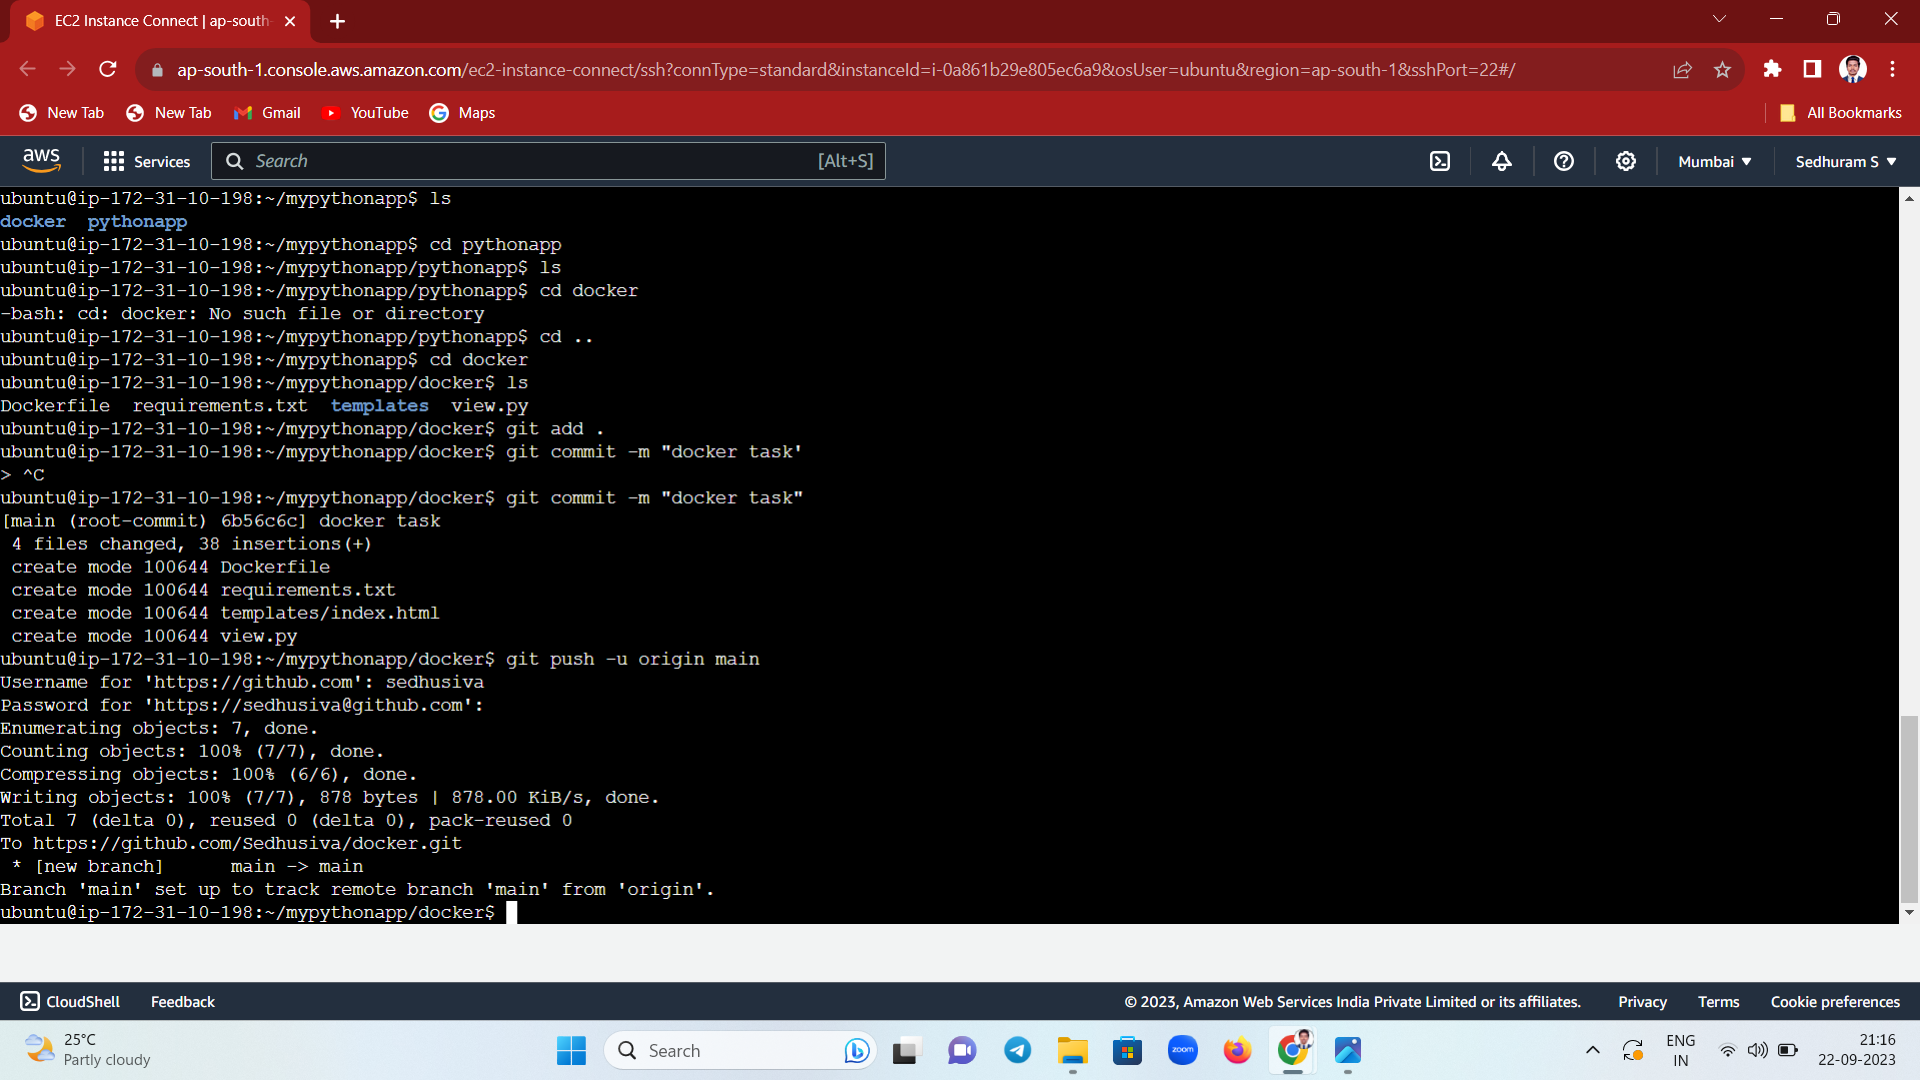 EC2 Instance Connect | ap-south-
ap-south-1.console.aws.amazon.com/ec2-instance-connect/ssh?connType=standard&instanceId=i-0a861b29e805ec6a9&osUser=ubuntu&region=ap-south-1&sshPort=22#/
New Tab New Tab Gmail YouTube Maps All Bookmarks
aws Services Search [Alt+S] Mumbai Sedhuram S
ubuntu@ip-172-31-10-198:~/mypythonapp$ ls
docker  pythonapp
ubuntu@ip-172-31-10-198:~/mypythonapp$ cd pythonapp
ubuntu@ip-172-31-10-198:~/mypythonapp/pythonapp$ ls
ubuntu@ip-172-31-10-198:~/mypythonapp/pythonapp$ cd docker
-bash: cd: docker: No such file or directory
ubuntu@ip-172-31-10-198:~/mypythonapp/pythonapp$ cd ..
ubuntu@ip-172-31-10-198:~/mypythonapp$ cd docker
ubuntu@ip-172-31-10-198:~/mypythonapp/docker$ ls
Dockerfile  requirements.txt  templates  view.py
ubuntu@ip-172-31-10-198:~/mypythonapp/docker$ git add .
ubuntu@ip-172-31-10-198:~/mypythonapp/docker$ git commit -m "docker task'
> ^C
ubuntu@ip-172-31-10-198:~/mypythonapp/docker$ git commit -m "docker task"
[main (root-commit) 6b56c6c] docker task
 4 files changed, 38 insertions(+)
 create mode 100644 Dockerfile
 create mode 100644 requirements.txt
 create mode 100644 templates/index.html
 create mode 100644 view.py
ubuntu@ip-172-31-10-198:~/mypythonapp/docker$ git push -u origin main
Username for 'https://github.com': sedhusiva
Password for 'https://sedhusiva@github.com':
Enumerating objects: 7, done.
Counting objects: 100% (7/7), done.
Compressing objects: 100% (6/6), done.
Writing objects: 100% (7/7), 878 bytes | 878.00 KiB/s, done.
Total 7 (delta 0), reused 0 (delta 0), pack-reused 0
To https://github.com/Sedhusiva/docker.git
 * [new branch]      main -> main
Branch 'main' set up to track remote branch 'main' from 'origin'.
ubuntu@ip-172-31-10-198:~/mypythonapp/docker$
CloudShell Feedback © 2023, Amazon Web Services India Private Limited or its affiliates. Privacy Terms Cookie preferences
25°C
Partly cloudy
Search
zoom
ENG
IN
21:16
22-09-2023